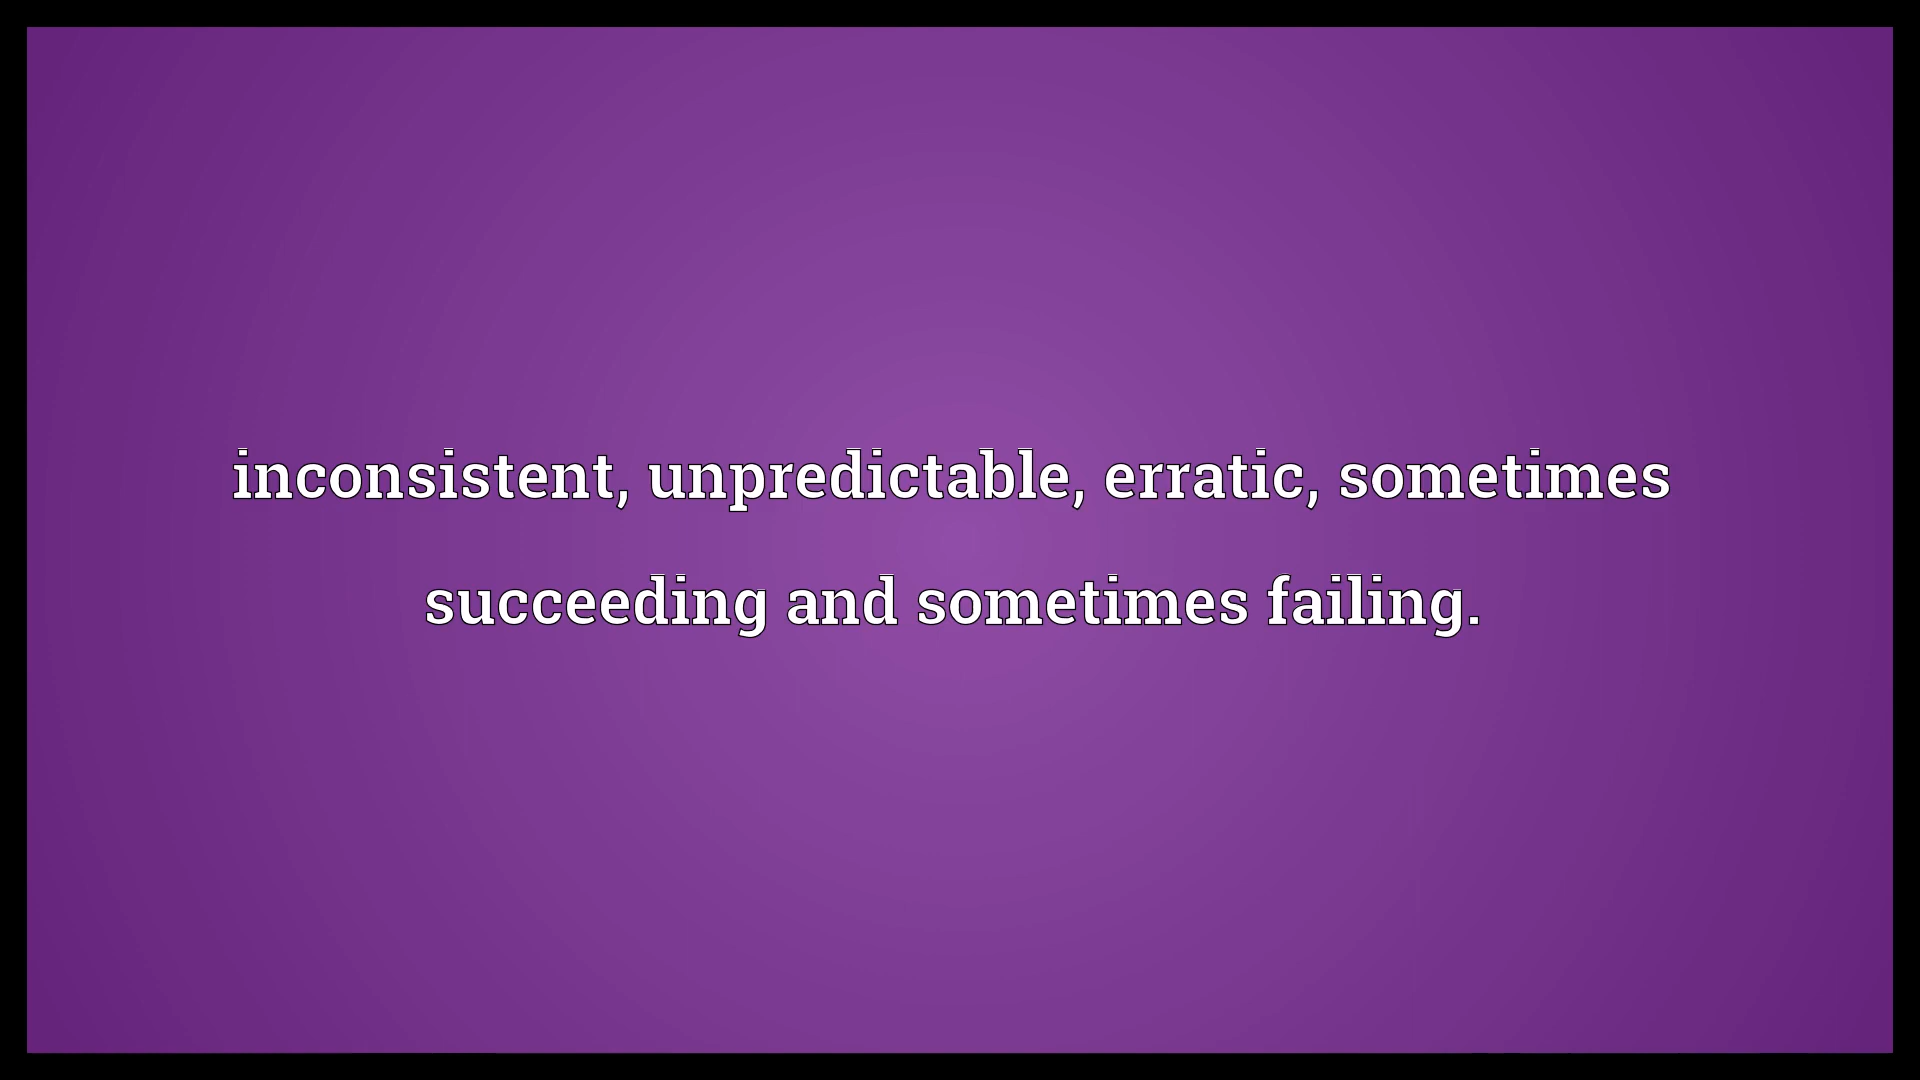 inconsistent, unpredictable, erratic, sometimes
succeeding and sometimes failing.